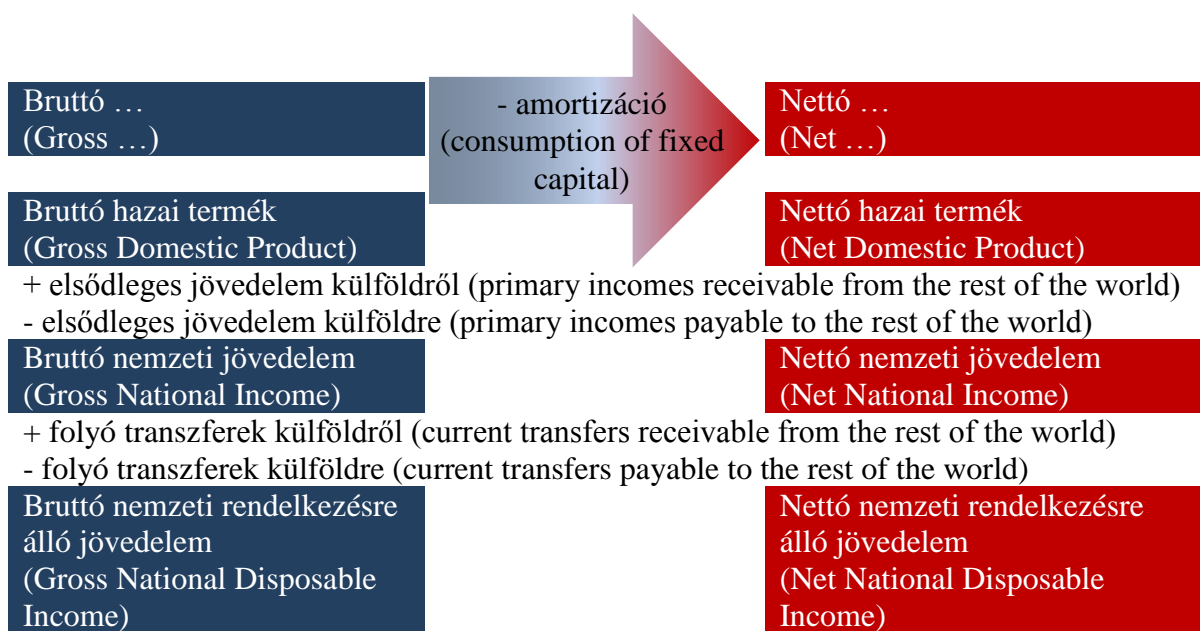 Bruttó …
(Gross …)
- amortizáció
(consumption of fixed
capital)
Nettó …
(Net …)
Bruttó hazai termék
(Gross Domestic Product)
Nettó hazai termék
(Net Domestic Product)
+ elsődleges jövedelem külföldről (primary incomes receivable from the rest of the world)
- elsődleges jövedelem külföldre (primary incomes payable to the rest of the world)
Bruttó nemzeti jövedelem
(Gross National Income)
Nettó nemzeti jövedelem
(Net National Income)
+ folyó transzferek külföldről (current transfers receivable from the rest of the world)
- folyó transzferek külföldre (current transfers payable to the rest of the world)
Bruttó nemzeti rendelkezésre
álló jövedelem
(Gross National Disposable
Income)
Nettó nemzeti rendelkezésre
álló jövedelem
(Net National Disposable
Income)